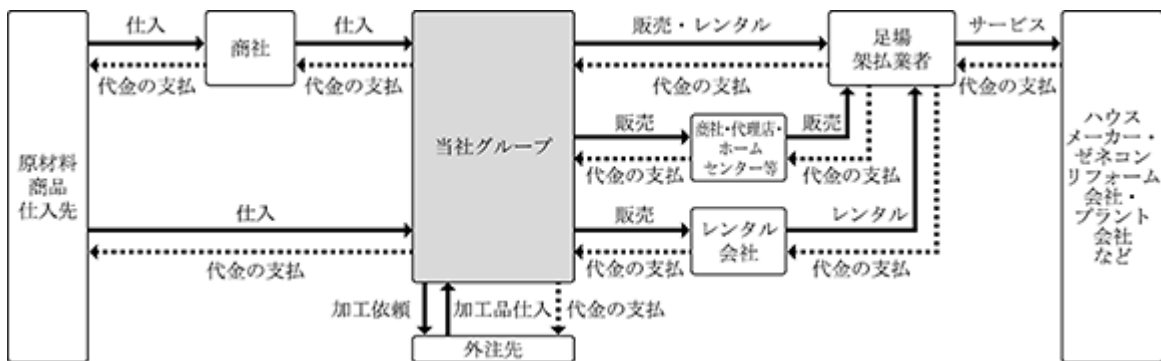 原材料
商品
仕入先
仕入
代金の支払
商社
仕入
代金の支払
仕入
代金の支払
当社グループ
加工依頼
加工品仕入
代金の支払
外注先
販売・レンタル
代金の支払
販売
代金の支払
商社・代理店・
ホーム
センター等
販売
代金の支払
販売
代金の支払
レンタル
会社
レンタル
代金の支払
足場
架払業者
サービス
代金の支払
ハウス
メーカー・
ゼネコン
リフォーム
会社・
プラント
会社
など